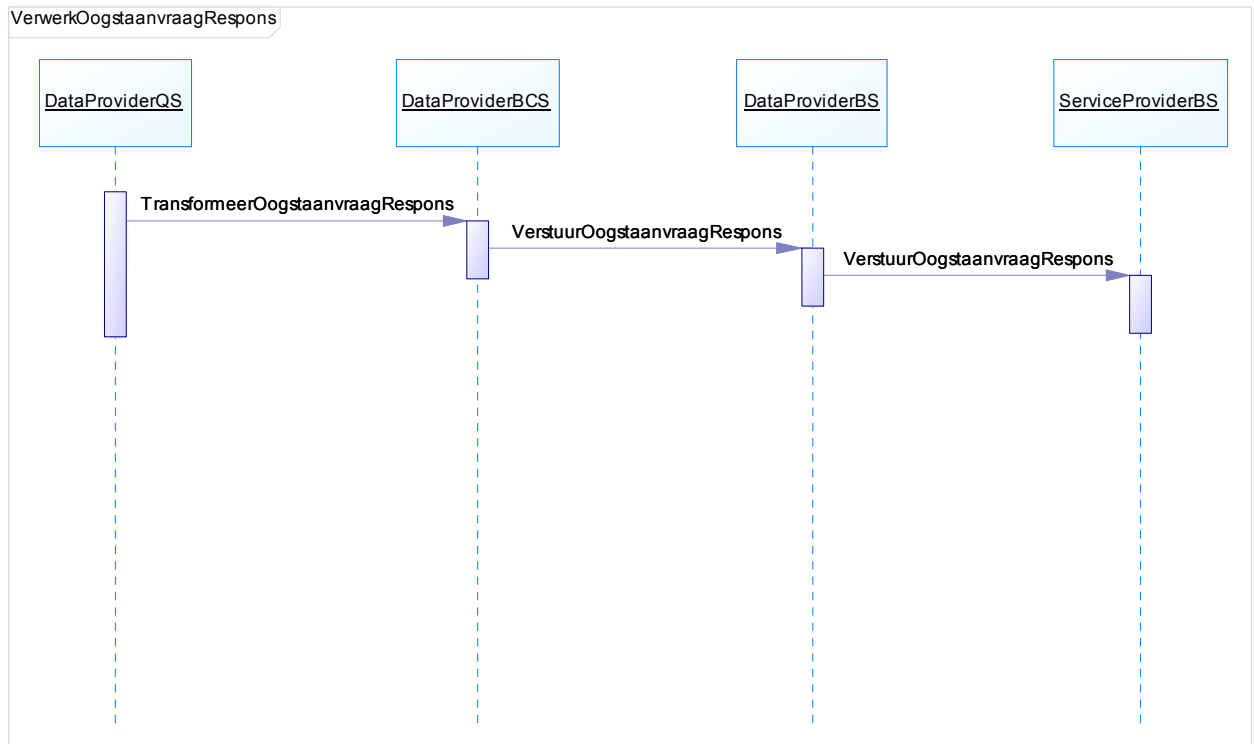 VerwerkOogstaanvraagRespons
DataProviderQS
DataProviderBCS
DataProviderBS
ServiceProviderBS
TransformeerOogstaanvraagRespons
VerstuurOogstaanvraagRespons
VerstuurOogstaanvraagRespons